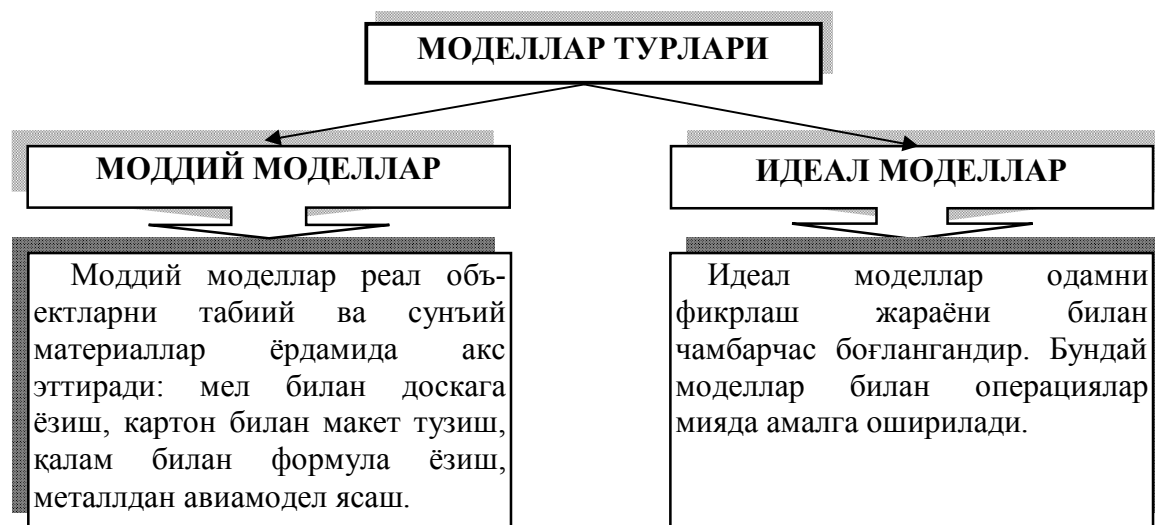 МОДЕЛЛАР ТУРЛАРИ
МОДДИЙ МОДЕЛЛАР
Моддий моделлар реал объ-
ектларни табиий ва сунъий
материаллар ёрдамида акс
эттиради: мел билан доскага
ёзиш, картон билан макет тузиш,
қалам билан формула ёзиш,
металлдан авиамодел ясаш.
ИДЕАЛ МОДЕЛЛАР
Идеал моделлар одамни
фикрлаш жараёни билан
чамбарчас боғлангандир. Бундай
моделлар билан операциялар
мияда амалга оширилади.